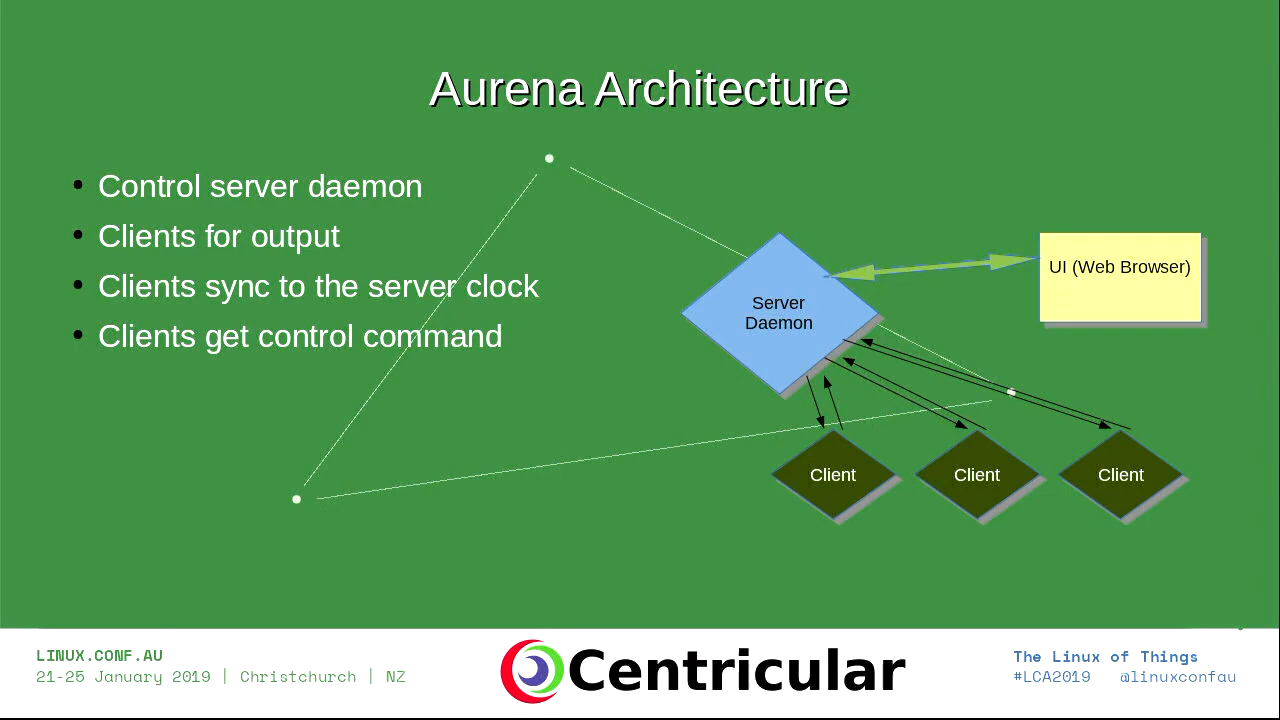 Aurena Architecture
• Control server daemon
• Clients for output
• Clients sync to the server clock
• Clients get control command
Server
Daemon
UI (Web Browser)
Client
Client
Client
LINUX.CONF.AU
21-25 January 2019 | Christchurch | NZ
Centricular
The Linux of Things
#LCA2019 @linuxconfau